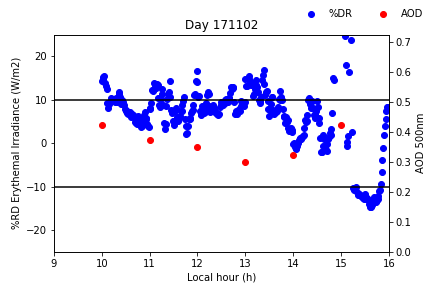 %DR AOD
Day 171102
%RD Erythemal Irradiance (W/m2)
20
10
0
−10
−20
0.7
0.6
0.5
0.4
0.3
0.2
0.1
0.0
AOD 500nm
9 10 11 12 13 14 15 16
Local hour (h)